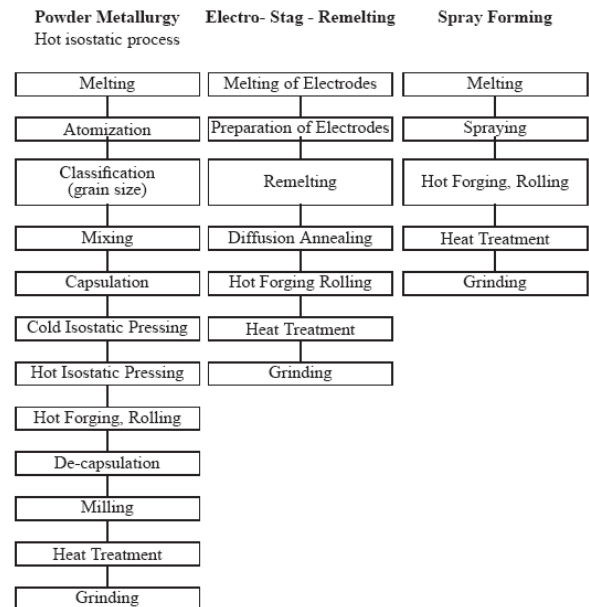 Powder Metallurgy
Hot isostatic process
Melting
Atomization
Classification
(grain size)
Mixing
Capsulation
Cold Isostatic Pressing
Hot Isostatic Pressing
Hot Forging, Rolling
De-capsulation
Milling
Heat Treatment
Grinding
Electro- Stag - Remelting
Melting of Electrodes
Preparation of Electrodes
Remelting
Diffusion Annealing
Hot Forging Rolling
Heat Treatment
Grinding
Spray Forming
Melting
Spraying
Hot Forging, Rolling
Heat Treatment
Grinding